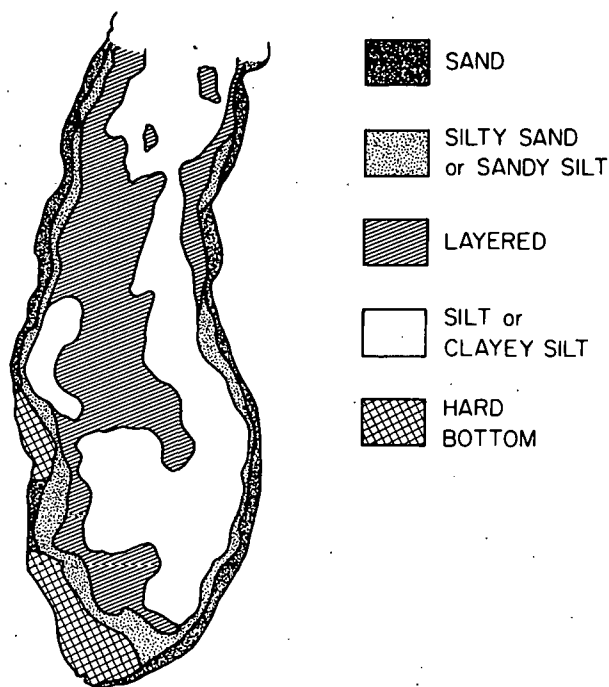 SAND
SILTY SAND
or SANDY SILT
LAYERED
SILT or
CLAYEY SILT
HARD
BOTTOM